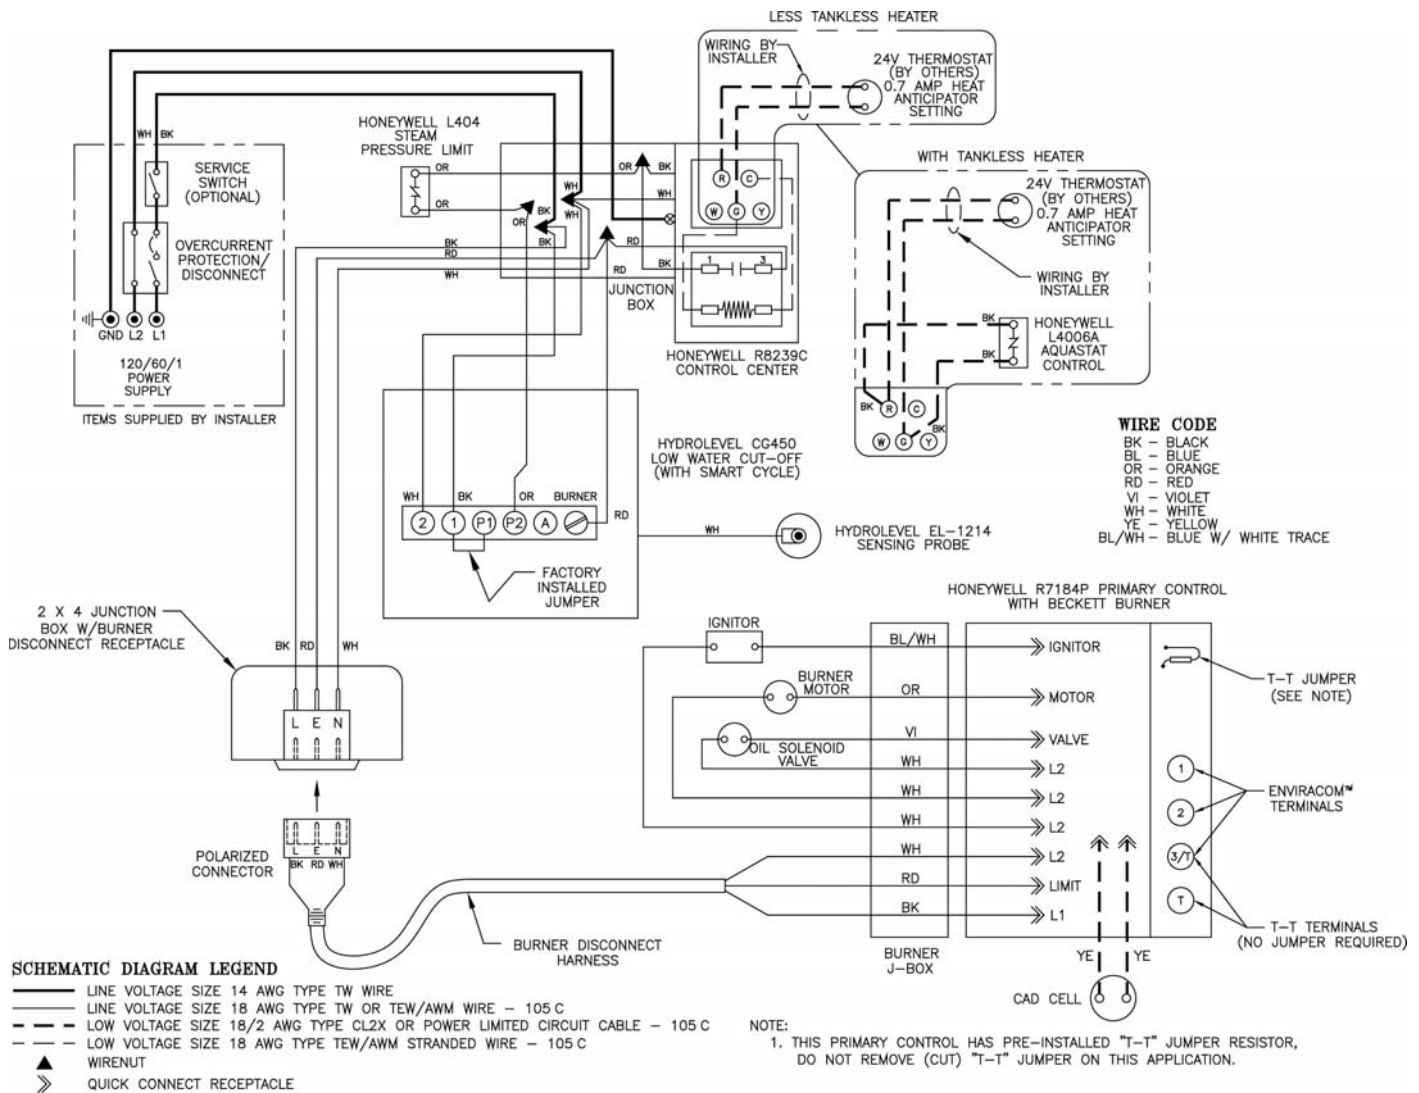 LESS TANKLESS HEATER
WIRING BY
INSTALLER
24V THERMOSTAT
(BY OTHERS)
0.7 AMP HEAT
ANTICIPATOR
SETTING
HONEYWELL L404
STEAM
PRESSURE LIMIT
WH BK
SERVICE
SWITCH
(OPTIONAL)
OVERCURRENT
PROTECTION/
DISCONNECT
GND L2 L1
120/60/1
POWER
SUPPLY
ITEMS SUPPLIED BY INSTALLER
OR
OR
OR BK
WH
WH
BK WH
OR
BK
BK
RD
WH
RD
RD BK
JUNCTION
BOX
R C
W G Y
1 3
HONEYWELL R8239C
CONTROL CENTER
WITH TANKLESS HEATER
24V THERMOSTAT
(BY OTHERS)
0.7 AMP HEAT
ANTICIPATOR
SETTING
WIRING BY
INSTALLER
BK
BK
HONEYWELL
L4006A
AQUASTAT
CONTROL
BK R C
BK
W G Y
WIRE CODE
BK - BLACK
BL - BLUE
OR - ORANGE
RD - RED
VI - VIOLET
WH - WHITE
YE - YELLOW
BL/WH - BLUE W/ WHITE TRACE
HYDROLEVEL CG450
LOW WATER CUT-OFF
(WITH SMART CYCLE)
WH BK OR BURNER
2 1 P1 P2 A
RD
FACTORY
INSTALLED
JUMPER
WH
HYDROLEVEL EL-1214
SENSING PROBE
2 X 4 JUNCTION
BOX W/BURNER
DISCONNECT RECEPTACLE
BK RD WH
L E N
POLARIZED
CONNECTOR
L E N
BK RD WH
BURNER DISCONNECT
HARNESS
HONEYWELL R7184P PRIMARY CONTROL
WITH BECKETT BURNER
IGNITOR
BL/WH
IGNITOR
BURNER
MOTOR
OR
MOTOR
OIL SOLENOID
VALVE
VI
VALVE
WH
L2
WH
L2
WH
L2
WH
L2
RD
LIMIT
BK
L1
BURNER
J-BOX
YE YE
CAD CELL
T-T JUMPER
(SEE NOTE)
1
2
3/T
T
ENVIRACOM™
TERMINALS
T-T TERMINALS
(NO JUMPER REQUIRED)
SCHEMATIC DIAGRAM LEGEND
LINE VOLTAGE SIZE 14 AWG TYPE TW WIRE
LINE VOLTAGE SIZE 18 AWG TYPE TW OR TEW/AWM WIRE - 105 C
LOW VOLTAGE SIZE 18/2 AWG TYPE CL2X OR POWER LIMITED CIRCUIT CABLE - 105 C
LOW VOLTAGE SIZE 18 AWG TYPE TEW/AWM STRANDED WIRE - 105 C
WIRENUT
QUICK CONNECT RECEPTACLE
NOTE:
1. THIS PRIMARY CONTROL HAS PRE-INSTALLED "T-T" JUMPER RESISTOR,
DO NOT REMOVE (CUT) "T-T" JUMPER ON THIS APPLICATION.